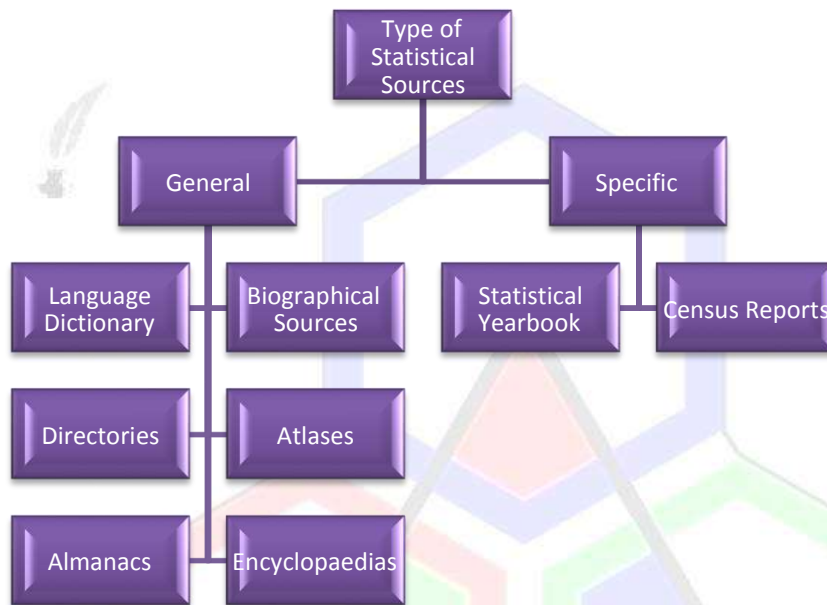 Type of
Statistical
Sources
General
Specific
Language
Dictionary
Biographical
Sources
Statistical
Yearbook
Census Reports
Directories
Atlases
Almanacs
Encyclopaedias